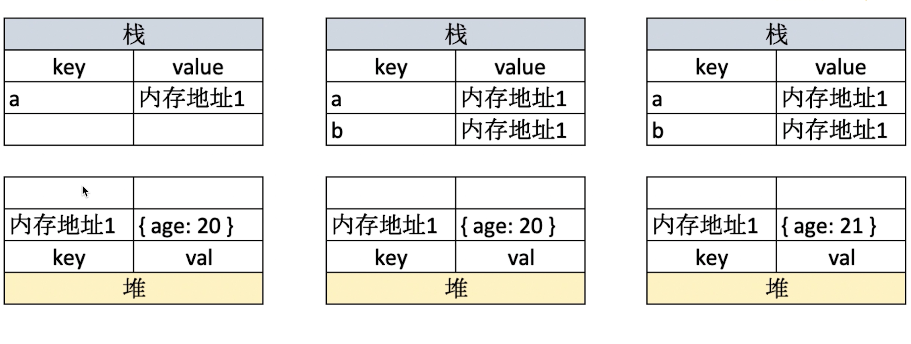 栈
key value
a 内存地址1
内存地址1 { age: 20 }
key val
堆
栈
key value
a 内存地址1
b 内存地址1
内存地址1 { age: 20 }
key val
堆
栈
key value
a 内存地址1
b 内存地址1
内存地址1 { age: 21 }
key val
堆